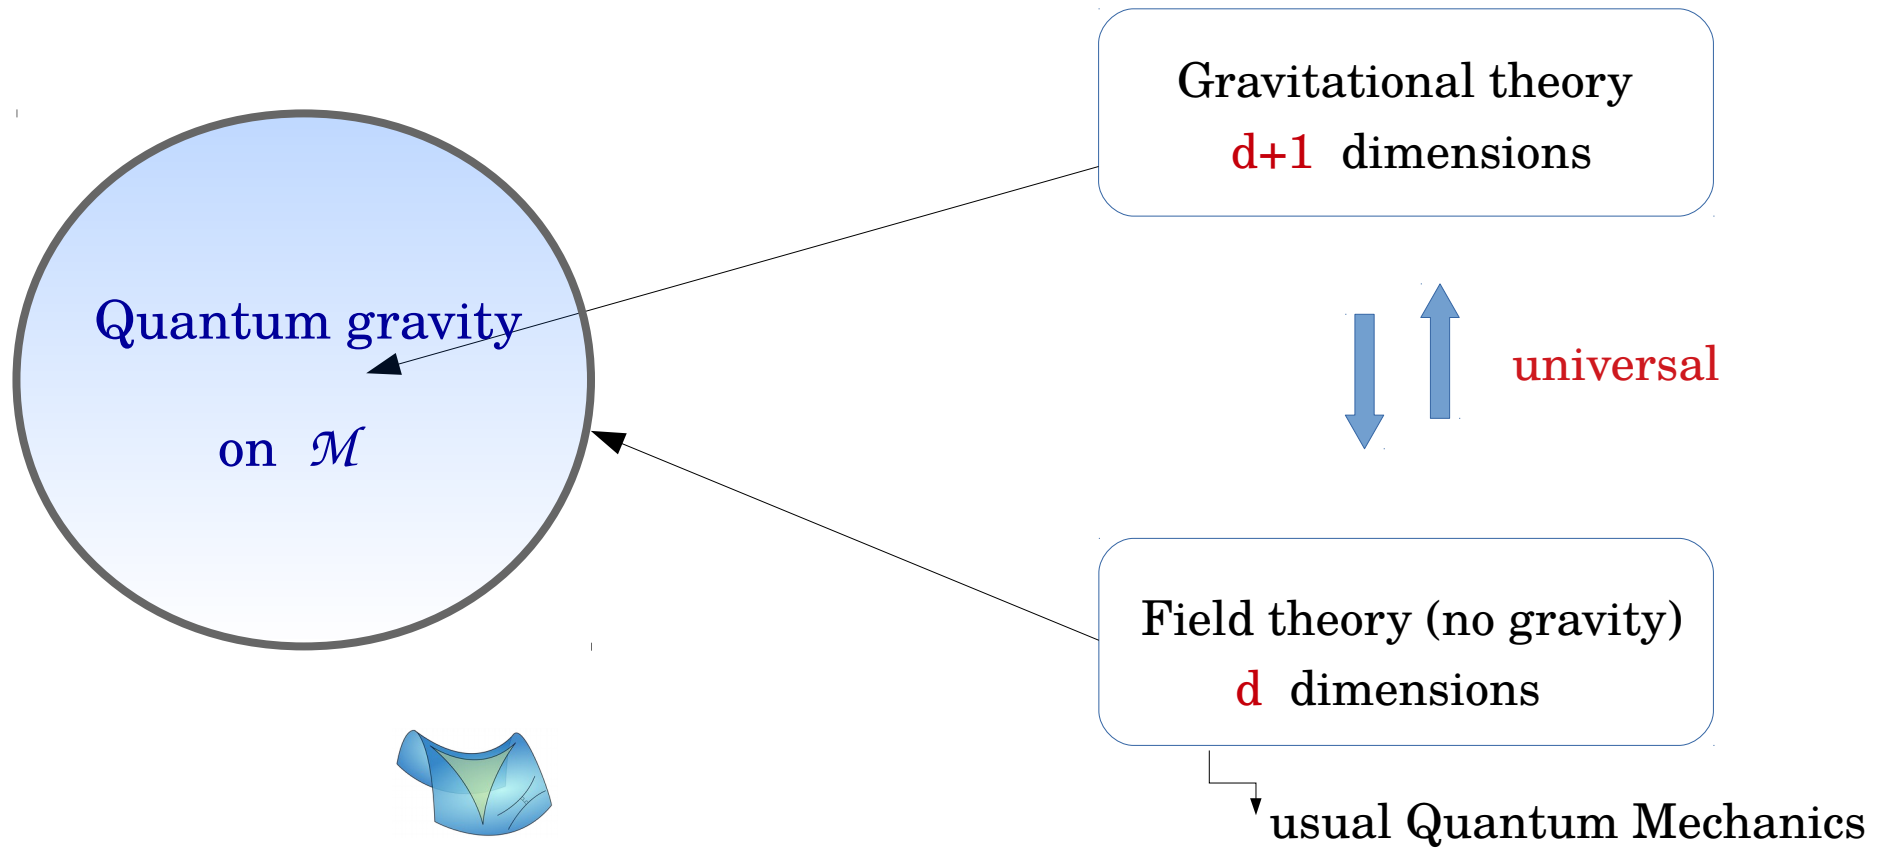 Quantum gravity
on ℳ
Gravitational theory
d+1 dimensions
universal
Field theory (no gravity)
d dimensions
usual Quantum Mechanics